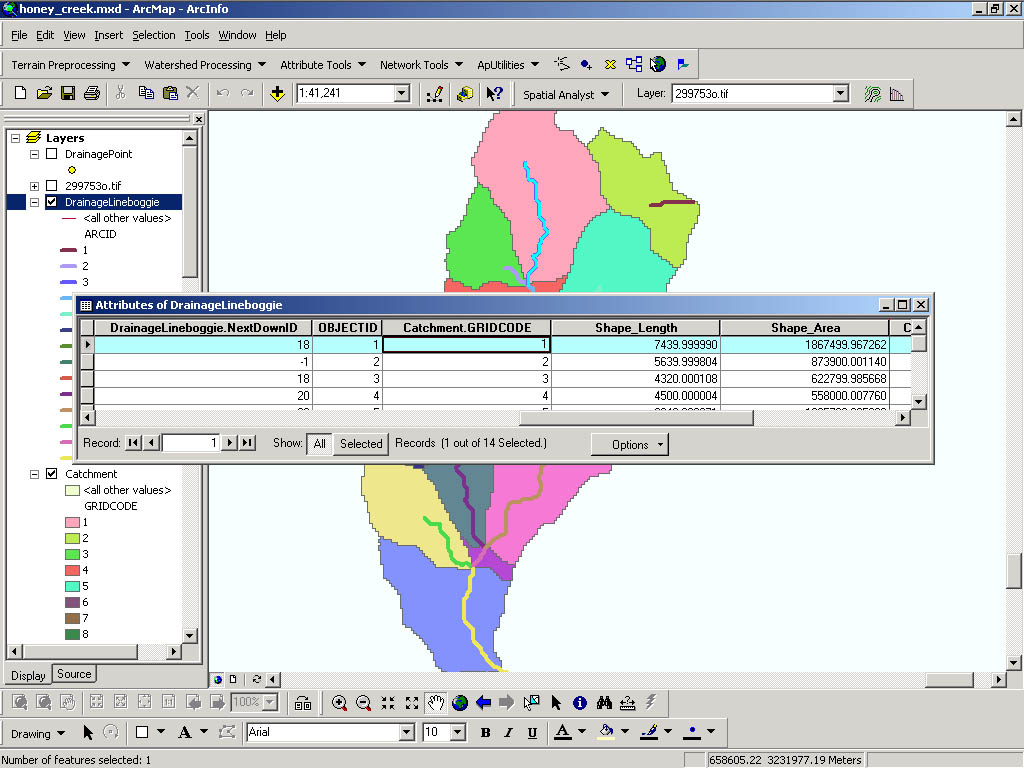 honey_creek.mxd - ArcMap - ArcInfo
File Edit View Insert Selection Tools Window Help
Terrain Preprocessing Watershed Processing Attribute Tools Network Tools ApUtilities
1:41,241 Spatial Analyst Layer: 299753o.tif
Layers
DrainagePoint
299753o.tif
DrainageLineboggie
<all other values>
ARCID
1
2
3
Attributes of DrainageLineboggie
DrainageLineboggie.NextDownID OBJECTID Catchment.GRIDCODE Shape_Length Shape_Area C
18 1 1 7439.999990 1867499.967262
-1 2 2 5639.999804 873900.001140
18 3 3 4320.000108 622799.985668
20 4 4 4500.000004 558000.007760
Record: 1 Show: All Selected Records (1 out of 14 Selected.) Options
Catchment
<all other values>
GRIDCODE
1
2
3
4
5
6
7
8
Display Source
100%
Drawing A Arial 10 B I U A
Number of features selected: 1 658605.22 3231977.19 Meters